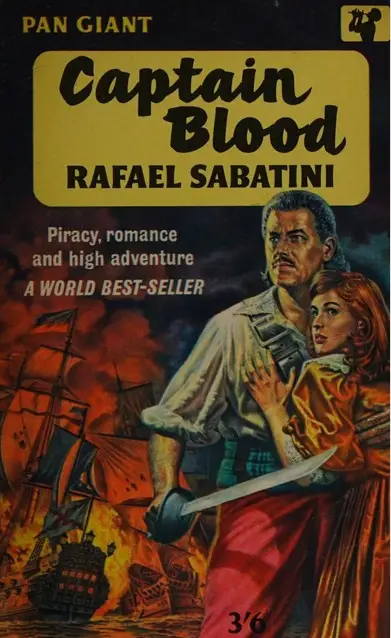 PAN GIANT
Captain
Blood
RAFAEL SABATINI
Piracy, romance
and high adventure
A WORLD BEST-SELLER
3/6